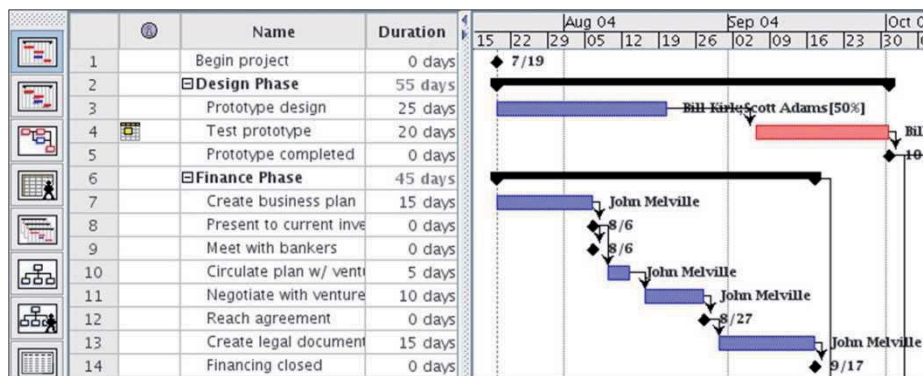 Name Duration Aug 04 Sep 04 Oct
15 22 29 05 12 19 26 02 09 16 23 30
1 Begin project 0 days 7/19
2 Design Phase 55 days
3 Prototype design 25 days Bill Kirk;Scott Adams[50%]
4 Test prototype 20 days Bil
5 Prototype completed 0 days 10
6 Finance Phase 45 days
7 Create business plan 15 days John Melville
8 Present to current inve 0 days 8/6
9 Meet with bankers 0 days 8/6
10 Circulate plan w/ vent 5 days John Melville
11 Negotiate with venture 10 days John Melville
12 Reach agreement 0 days 8/27
13 Create legal document 15 days John Melville
14 Financing closed 0 days 9/17